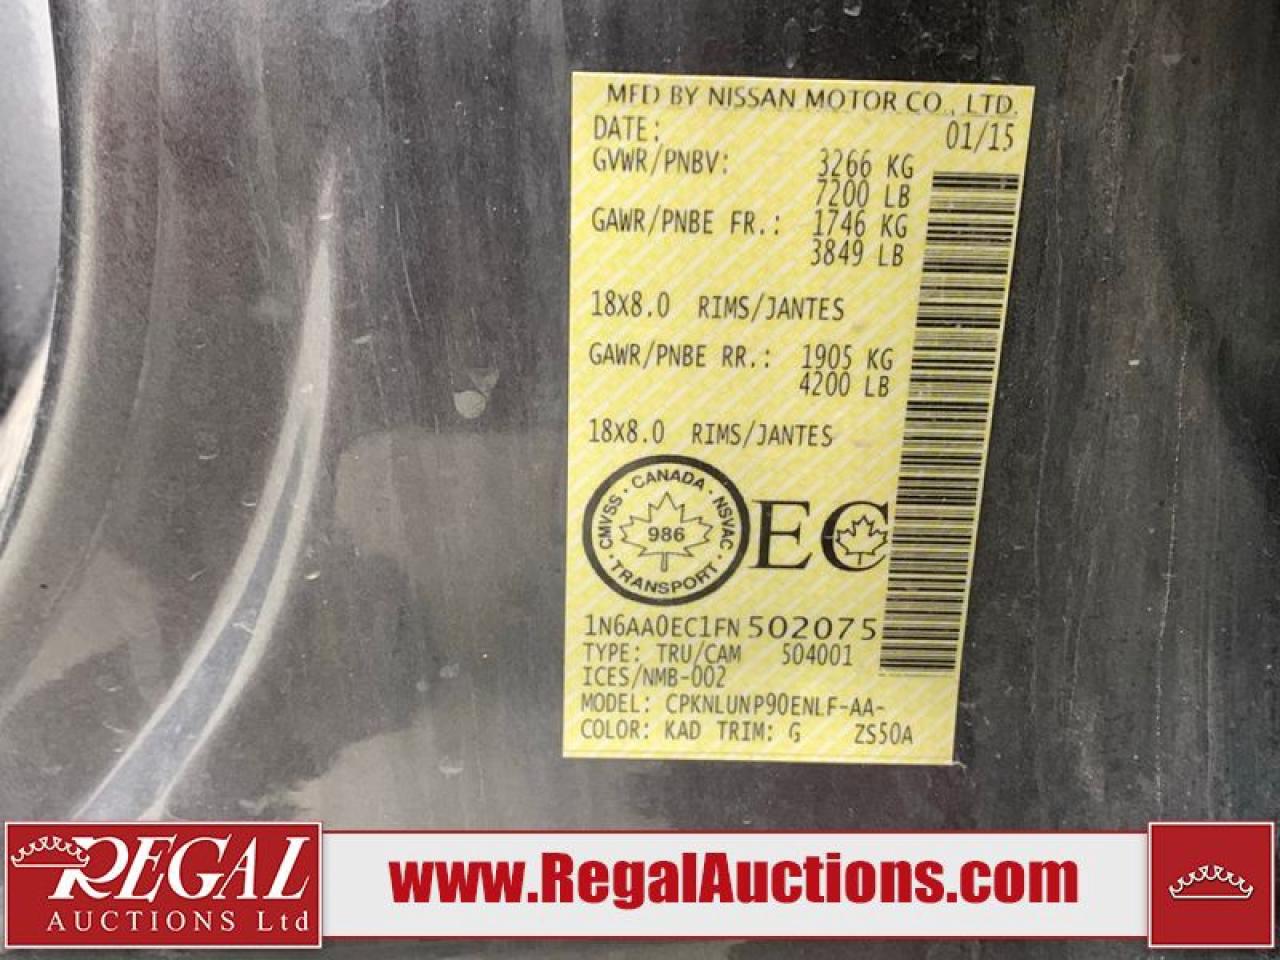 MFD BY NISSAN MOTOR CO., LTD.
DATE: 01/15
GVWR/PNBV: 3266 KG
7200 LB
GAWR/PNBE FR.: 1746 KG
3849 LB
18X8.0 RIMS/JANTES
GAWR/PNBE RR.: 1905 KG
4200 LB
18X8.0 RIMS/JANTES
CMVSS · CANADA · NSVAC · TRANSPORT ·
986
EC
1N6AA0EC1FN502075
TYPE: TRU/CAM 504001
ICES/NMB-002
MODEL: CPKNLUNP90ENLF-AA-
COLOR: KAD TRIM: G ZS50A
REGAL
AUCTIONS Ltd
www.RegalAuctions.com